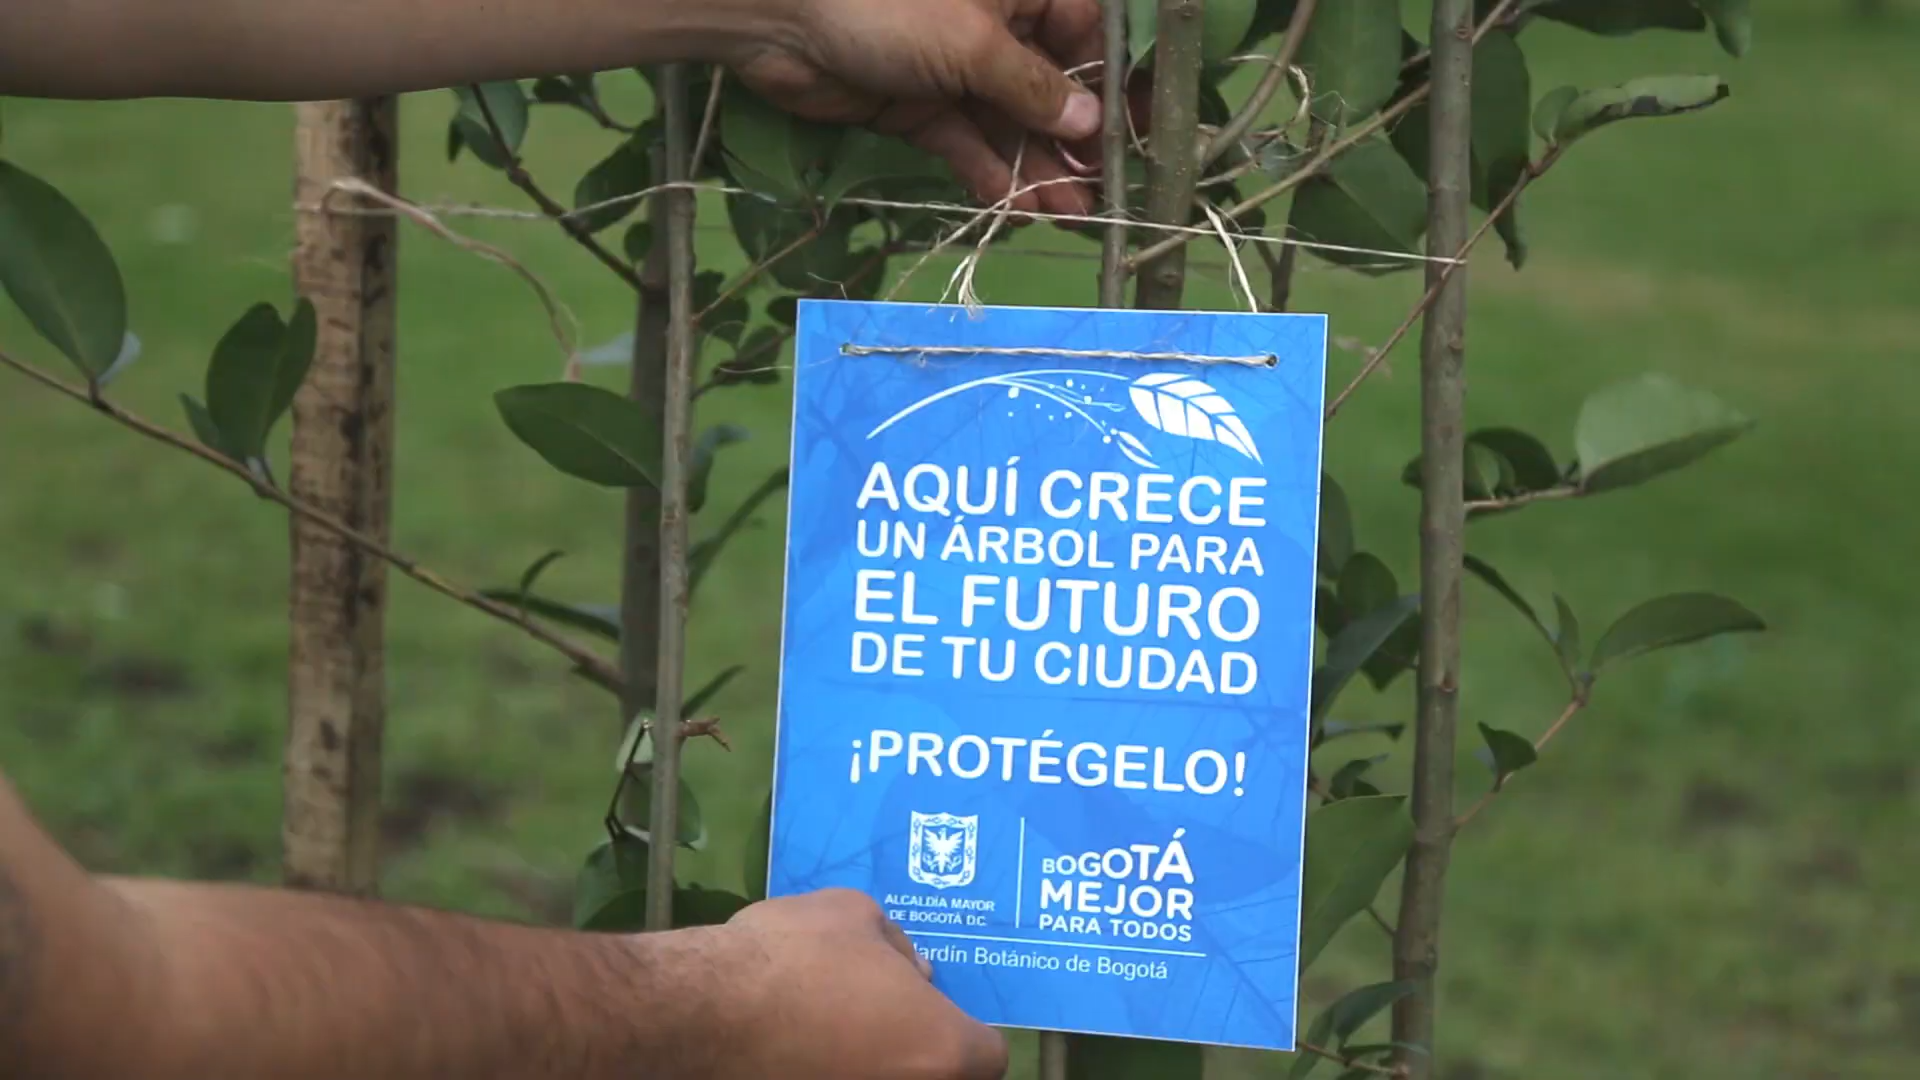 AQUÍ CRECE
UN ÁRBOL PARA
EL FUTURO
DE TU CIUDAD
¡PROTÉGELO!
ALCALDÍA MAYOR
DE BOGOTÁ D.C.
BOGOTÁ
MEJOR
PARA TODOS
Jardín Botánico de Bogotá